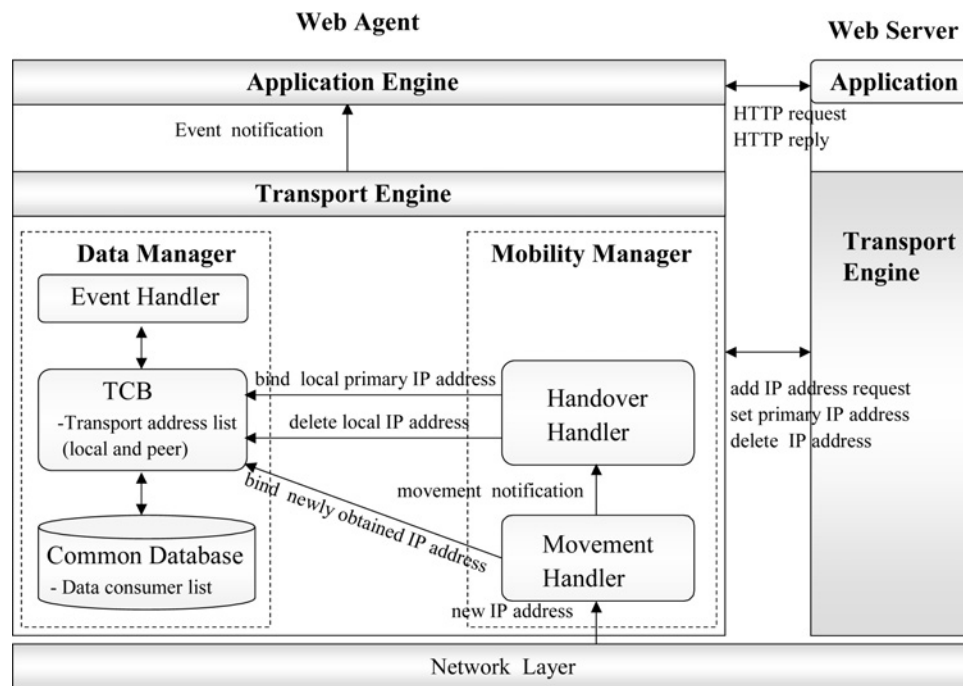 Web Agent
Web Server
Application Engine
Application
Event notification
HTTP request
HTTP reply
Transport Engine
Transport
Engine
Data Manager
Mobility Manager
Event Handler
TCB
-Transport address list
(local and peer)
bind local primary IP address
delete local IP address
Handover
Handler
add IP address request
set primary IP address
delete IP address
movement notification
bind newly obtained IP address
Common Database
- Data consumer list
Movement
Handler
new IP address
Network Layer